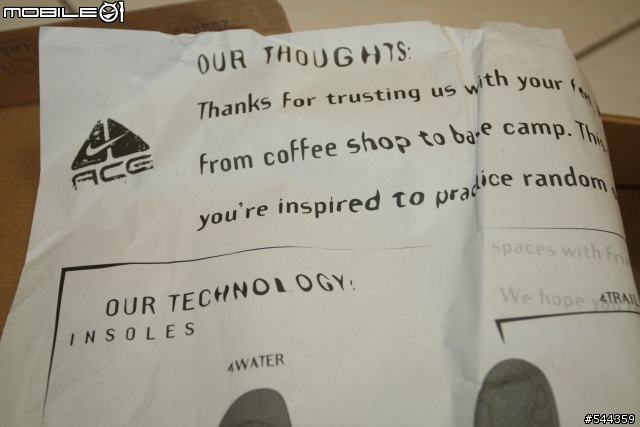 MOBILE01
OUR THOUGHTS:
Thanks for trusting us with your feet
ACG
from coffee shop to base camp.
you're inspired to practice random
spaces with
We hope
OUR TECHNOLOGY:
INSOLES
4WATER
4TRAIL
#544359